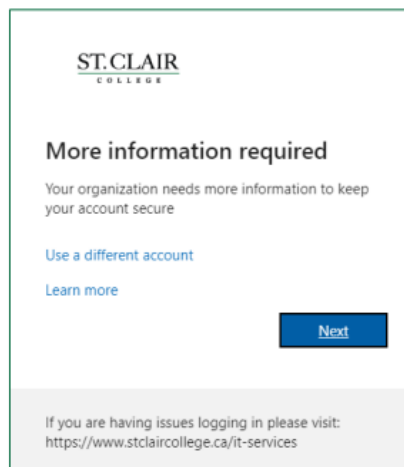 ST. CLAIR
COLLEGE
More information required
Your organization needs more information to keep
your account secure
Use a different account
Learn more
Next
If you are having issues logging in please visit:
https://www.stclaircollege.ca/it-services